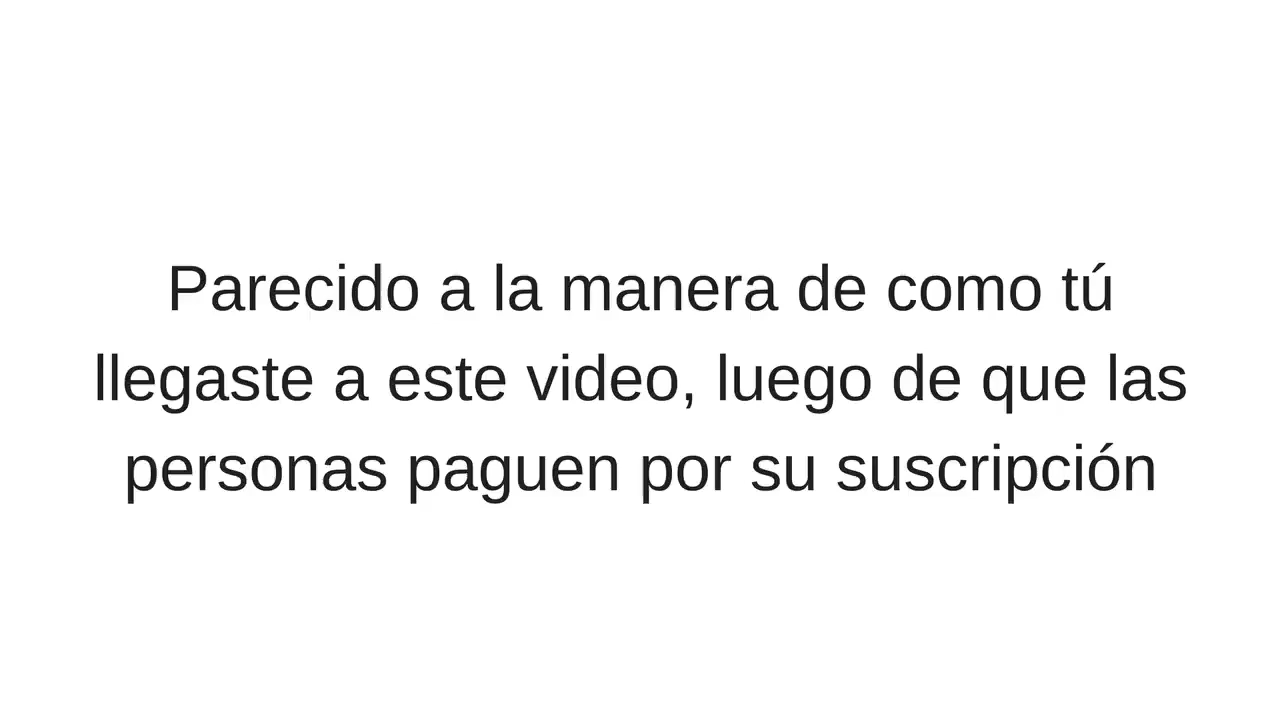 Parecido a la manera de como tú
llegaste a este video, luego de que las
personas paguen por su suscripción